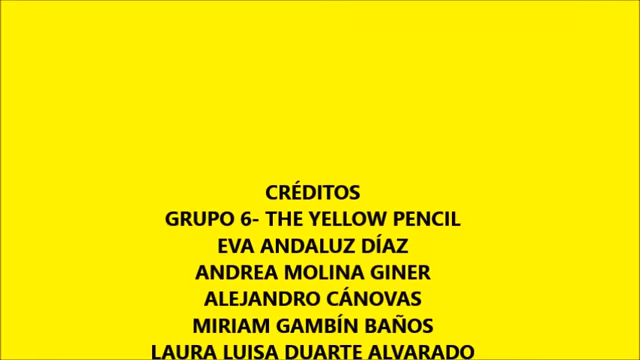 CRÉDITOS
GRUPO 6- THE YELLOW PENCIL
EVA ANDALUZ DÍAZ
ANDREA MOLINA GINER
ALEJANDRO CÁNOVAS
MIRIAM GAMBÍN BAÑOS
LAURA LUISA DUARTE ALVARADO